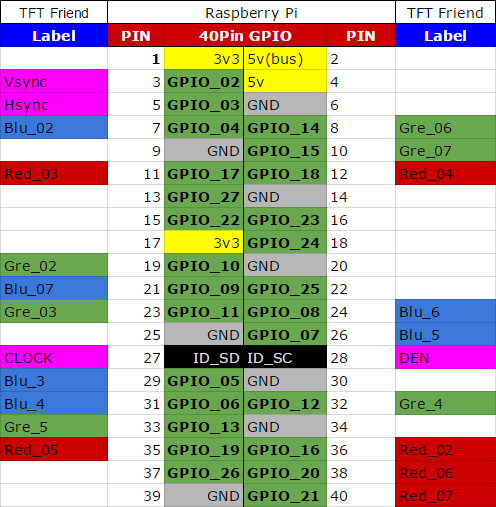 TFT Friend Raspberry Pi TFT Friend
Label PIN 40Pin GPIO PIN Label
1 3v3 5v(bus) 2
Vsync 3 GPIO_02 5v 4
Hsync 5 GPIO_03 GND 6
Blu_02 7 GPIO_04 GPIO_14 8 Gre_06
9 GND GPIO_15 10 Gre_07
Red_03 11 GPIO_17 GPIO_18 12 Red_04
13 GPIO_27 GND 14
15 GPIO_22 GPIO_23 16
17 3v3 GPIO_24 18
Gre_02 19 GPIO_10 GND 20
Blu_07 21 GPIO_09 GPIO_25 22
Gre_03 23 GPIO_11 GPIO_08 24 Blu_6
25 GND GPIO_07 26 Blu_5
CLOCK 27 ID_SD ID_SC 28 DEN
Blu_3 29 GPIO_05 GND 30
Blu_4 31 GPIO_06 GPIO_12 32 Gre_4
Gre_5 33 GPIO_13 GND 34
Red_05 35 GPIO_19 GPIO_16 36 Red_02
37 GPIO_26 GPIO_20 38 Red_06
39 GND GPIO_21 40 Red_07